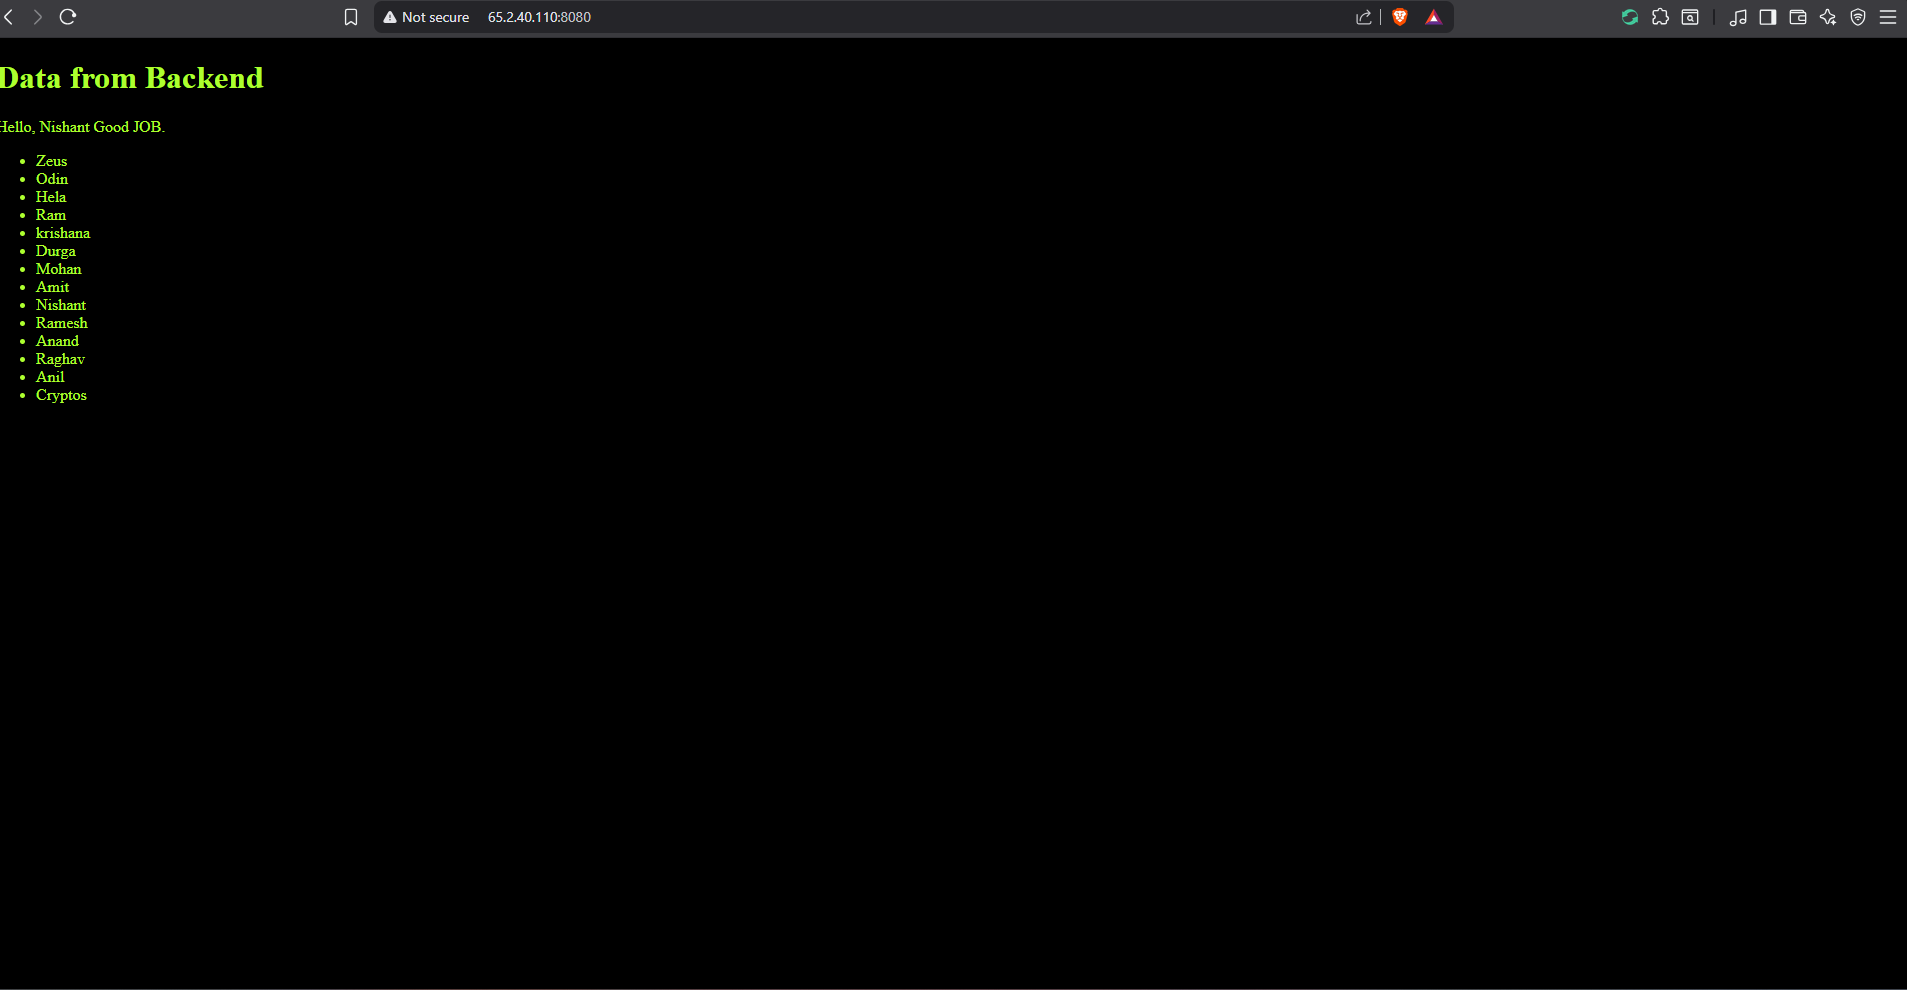 Not secure 65.2.40.110:8080
Data from Backend
Hello, Nishant Good JOB.
Zeus
Odin
Hela
Ram
krishana
Durga
Mohan
Amit
Nishant
Ramesh
Anand
Raghav
Anil
Cryptos